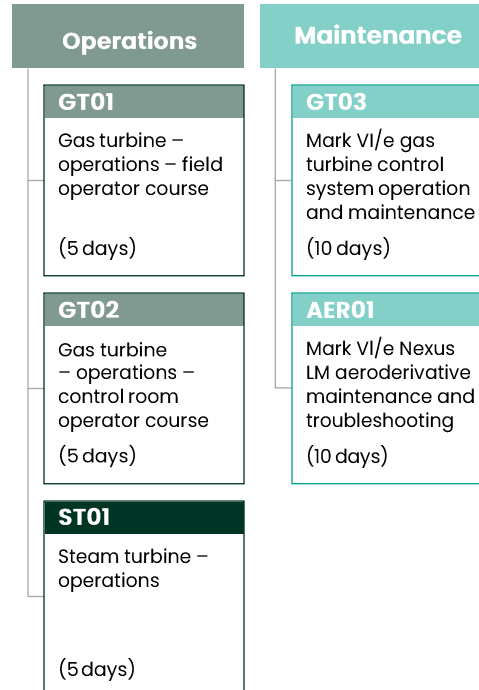 Operations
GT01
Gas turbine –
operations – field
operator course
(5 days)
GT02
Gas turbine
– operations –
control room
operator course
(5 days)
ST01
Steam turbine –
operations
(5 days)
Maintenance
GT03
Mark VI/e gas
turbine control
system operation
and maintenance
(10 days)
AER01
Mark VI/e Nexus
LM aeroderivative
maintenance and
troubleshooting
(10 days)